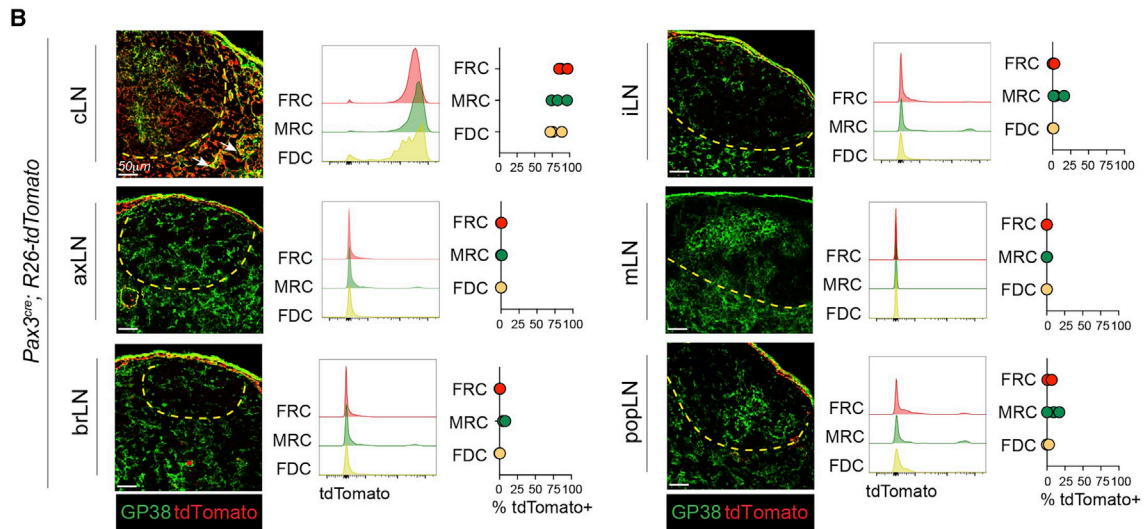 B
Pax3cre; R26-tdTomato
cLN
50μm
FRC
MRC
FDC
FRC
MRC
FDC
0 25 50 75 100
axLN
FRC
MRC
FDC
FRC
MRC
FDC
0 25 50 75 100
brLN
FRC
MRC
FDC
tdTomato
FRC
MRC
FDC
0 25 50 75 100
% tdTomato+
GP38 tdTomato
iLN
FRC
MRC
FDC
FRC
MRC
FDC
0 25 50 75 100
mLN
FRC
MRC
FDC
FRC
MRC
FDC
0 25 50 75 100
popLN
FRC
MRC
FDC
tdTomato
FRC
MRC
FDC
0 25 50 75 100
% tdTomato+
GP38 tdTomato